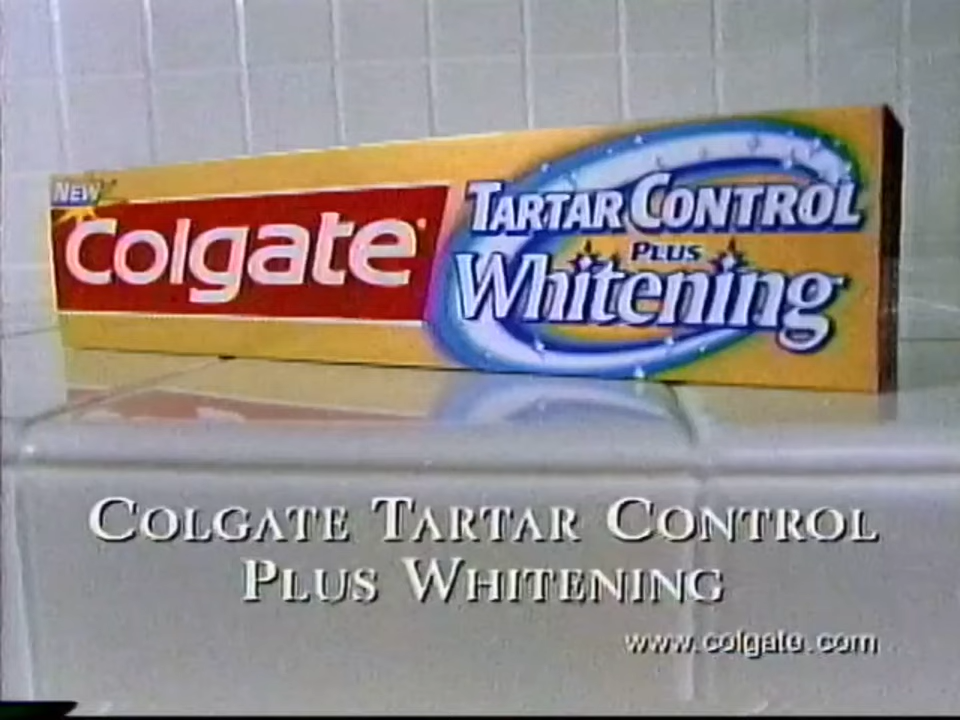 NEW
Colgate
TARTAR CONTROL
PLUS
Whitening
COLGATE TARTAR CONTROL
PLUS WHITENING
www.colgate.com